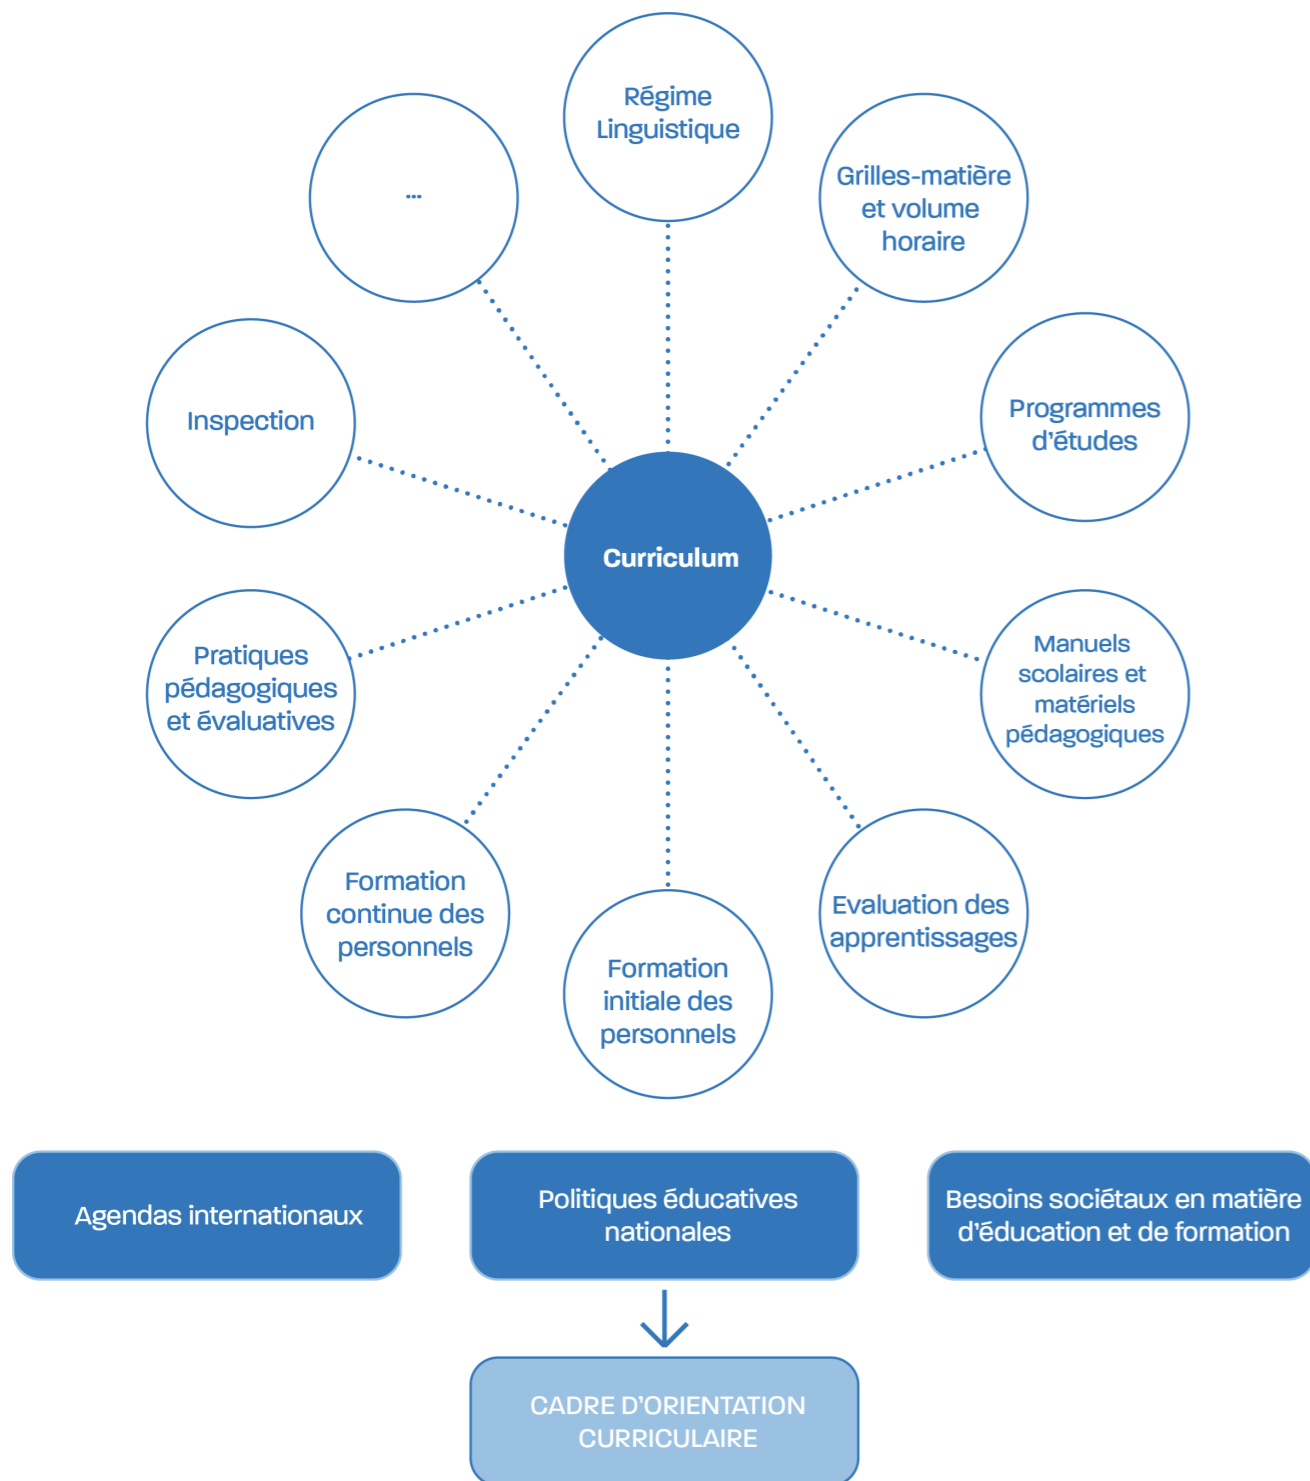 Régime
Linguistique
Grilles-matière
et volume
horaire
Programmes
d'études
Manuels
scolaires et
matériels
pédagogiques
Evaluation des
apprentissages
Formation
initiale des
personnels
Formation
continue des
personnels
Pratiques
pédagogiques
et évaluatives
Inspection
...
Curriculum
Agendas internationaux
Politiques éducatives
nationales
Besoins sociétaux en matière
d'éducation et de formation
CADRE D'ORIENTATION
CURRICULAIRE